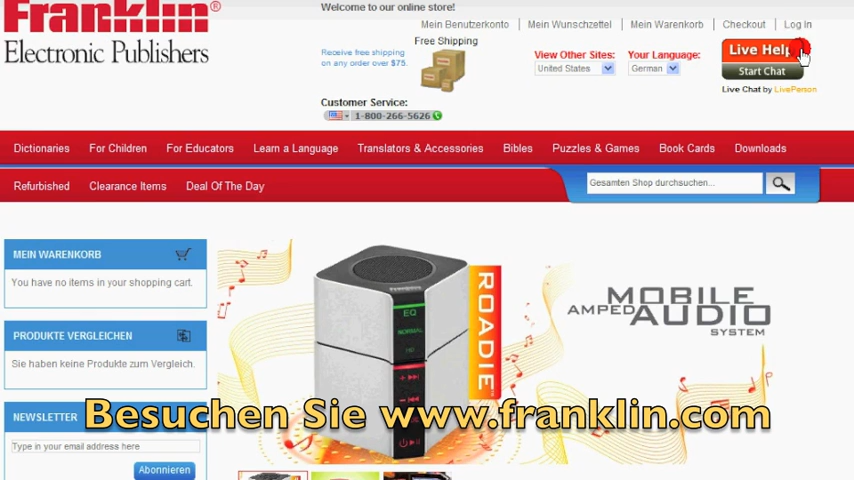 Franklin®
Electronic Publishers
Welcome to our online store!
Mein Benutzerkonto
Mein Wunschzettel
Mein Warenkorb
Checkout
Log In
Receive free shipping
on any order over $75.
Free Shipping
View Other Sites:
United States
Your Language:
German
Live Help
Start Chat
Live Chat by LivePerson
Customer Service:
1-800-266-5626
Dictionaries
For Children
For Educators
Learn a Language
Translators & Accessories
Bibles
Puzzles & Games
Book Cards
Downloads
Refurbished
Clearance Items
Deal Of The Day
Gesamten Shop durchsuchen...
MEIN WARENKORB
You have no items in your shopping cart.
PRODUKTE VERGLEICHEN
Sie haben keine Produkte zum Vergleich.
NEWSLETTER
Type in your email address here
Abonnieren
EQ
NORMAL
ROADIE
MOBILE
AMPED AUDIO
SYSTEM
Besuchen Sie www.franklin.com